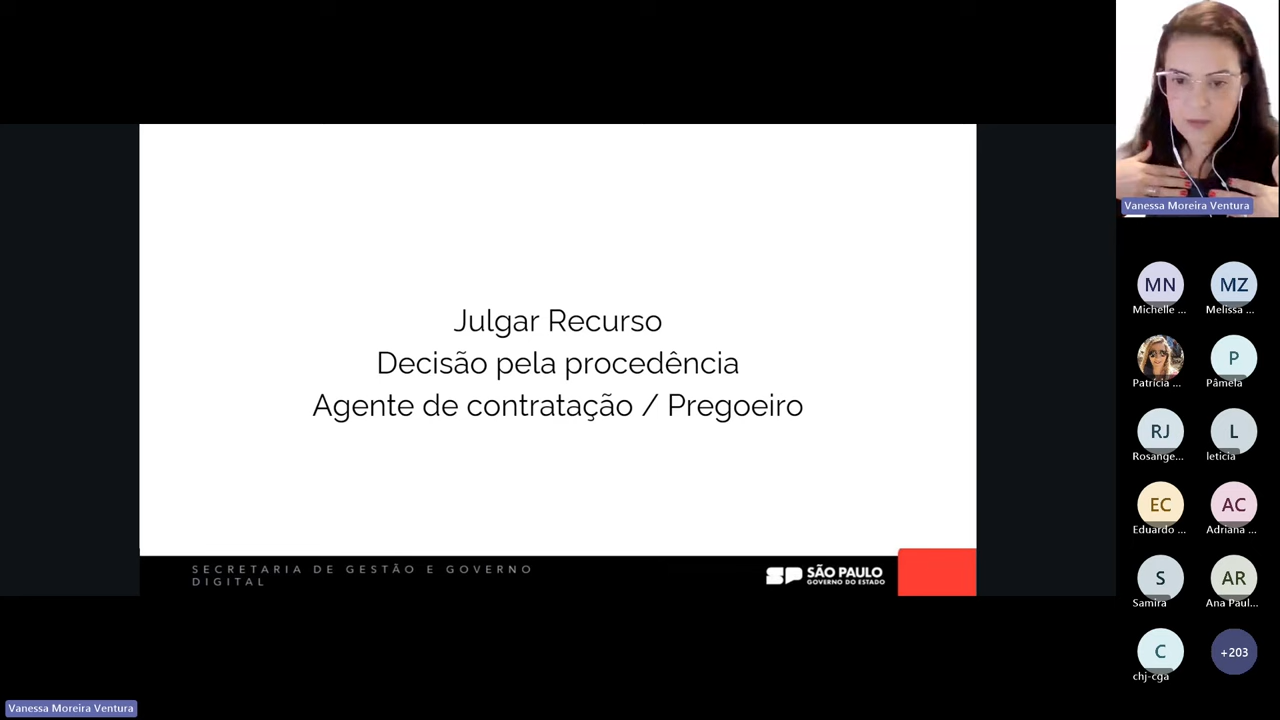 Julgar Recurso
Decisão pela procedência
Agente de contratação / Pregoeiro
SECRETARIA DE GESTÃO E GOVERNO
DIGITAL
SP SÃO PAULO
GOVERNO DO ESTADO
Vanessa Moreira Ventura
MN
Michelle ...
MZ
Melissa ...
Patrícia ...
P
Pâmela
RJ
Rosange...
L
leticia
EC
Eduardo ...
AC
Adriana ...
S
Samira
AR
Ana Paul...
C
chj-cga
+203
Vanessa Moreira Ventura